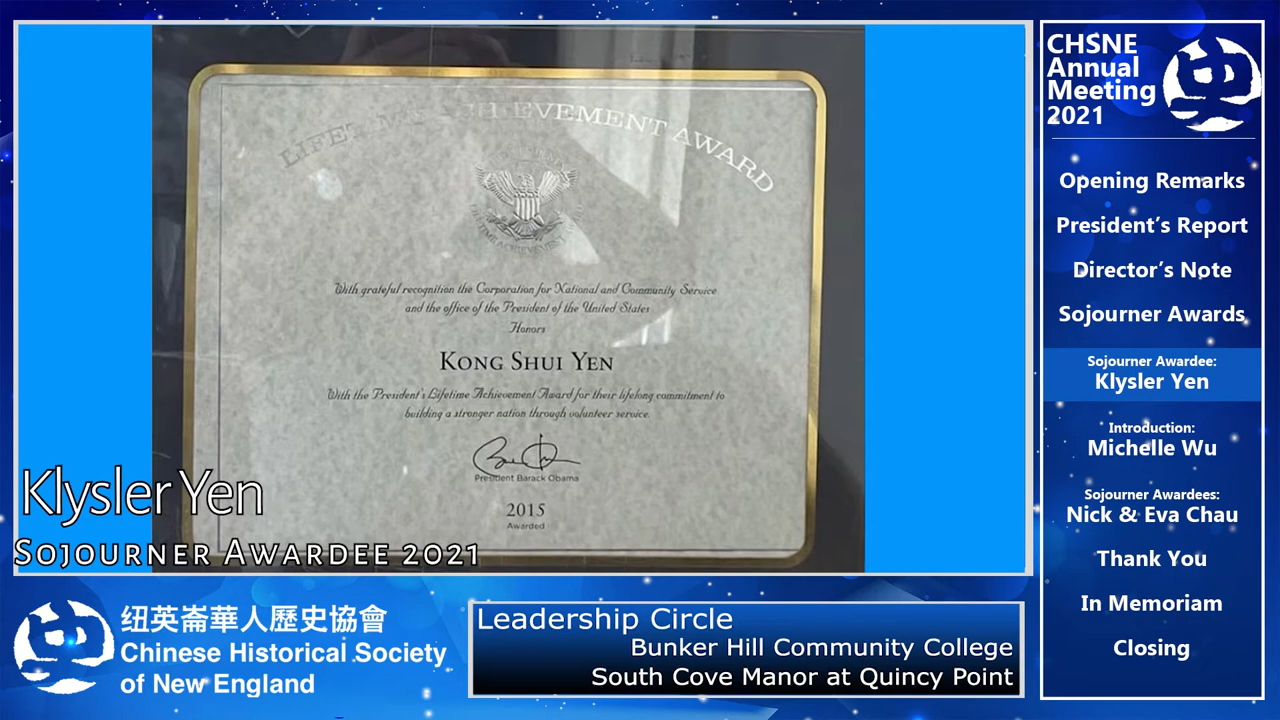 LIFETIME ACHIEVEMENT AWARD
With grateful recognition the Corporation for National and Community Service
and the office of the President of the United States
Honors
KONG SHUI YEN
With the President's Lifetime Achievement Award for their lifelong commitment to
building a stronger nation through volunteer service.
President Barack Obama
2015
Awarded
Klysler Yen
SOJOURNER AWARDEE 2021
纽英崙華人歷史協會
Chinese Historical Society
of New England
Leadership Circle
Bunker Hill Community College
South Cove Manor at Quincy Point
CHSNE
Annual
Meeting
2021
史
Opening Remarks
President's Report
Director's Note
Sojourner Awards
Sojourner Awardee:
Klysler Yen
Introduction:
Michelle Wu
Sojourner Awardees:
Nick & Eva Chau
Thank You
In Memoriam
Closing